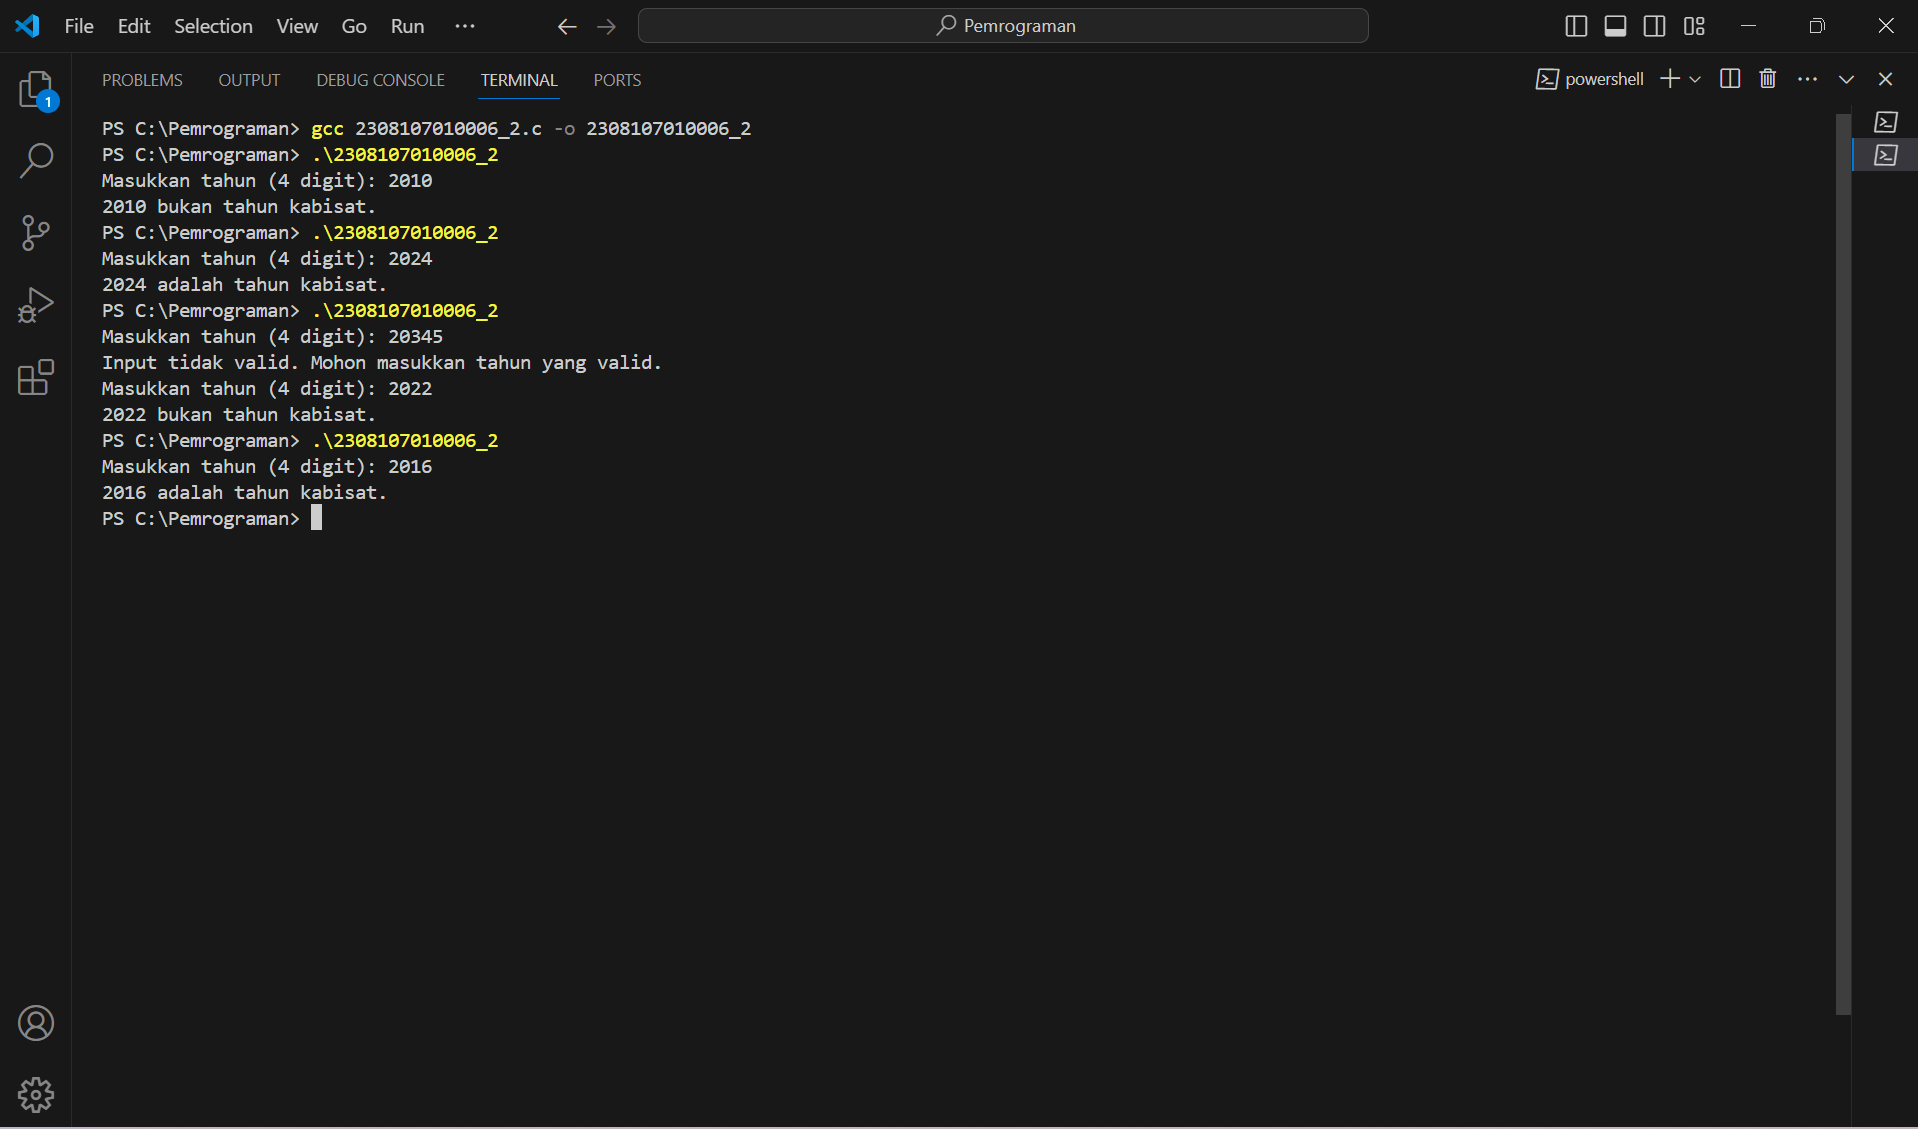 File Edit Selection View Go Run ··· Pemrograman
PROBLEMS OUTPUT DEBUG CONSOLE TERMINAL PORTS powershell
1
PS C:\Pemrograman> gcc 2308107010006_2.c -o 2308107010006_2
PS C:\Pemrograman> .\2308107010006_2
Masukkan tahun (4 digit): 2010
2010 bukan tahun kabisat.
PS C:\Pemrograman> .\2308107010006_2
Masukkan tahun (4 digit): 2024
2024 adalah tahun kabisat.
PS C:\Pemrograman> .\2308107010006_2
Masukkan tahun (4 digit): 20345
Input tidak valid. Mohon masukkan tahun yang valid.
Masukkan tahun (4 digit): 2022
2022 bukan tahun kabisat.
PS C:\Pemrograman> .\2308107010006_2
Masukkan tahun (4 digit): 2016
2016 adalah tahun kabisat.
PS C:\Pemrograman>